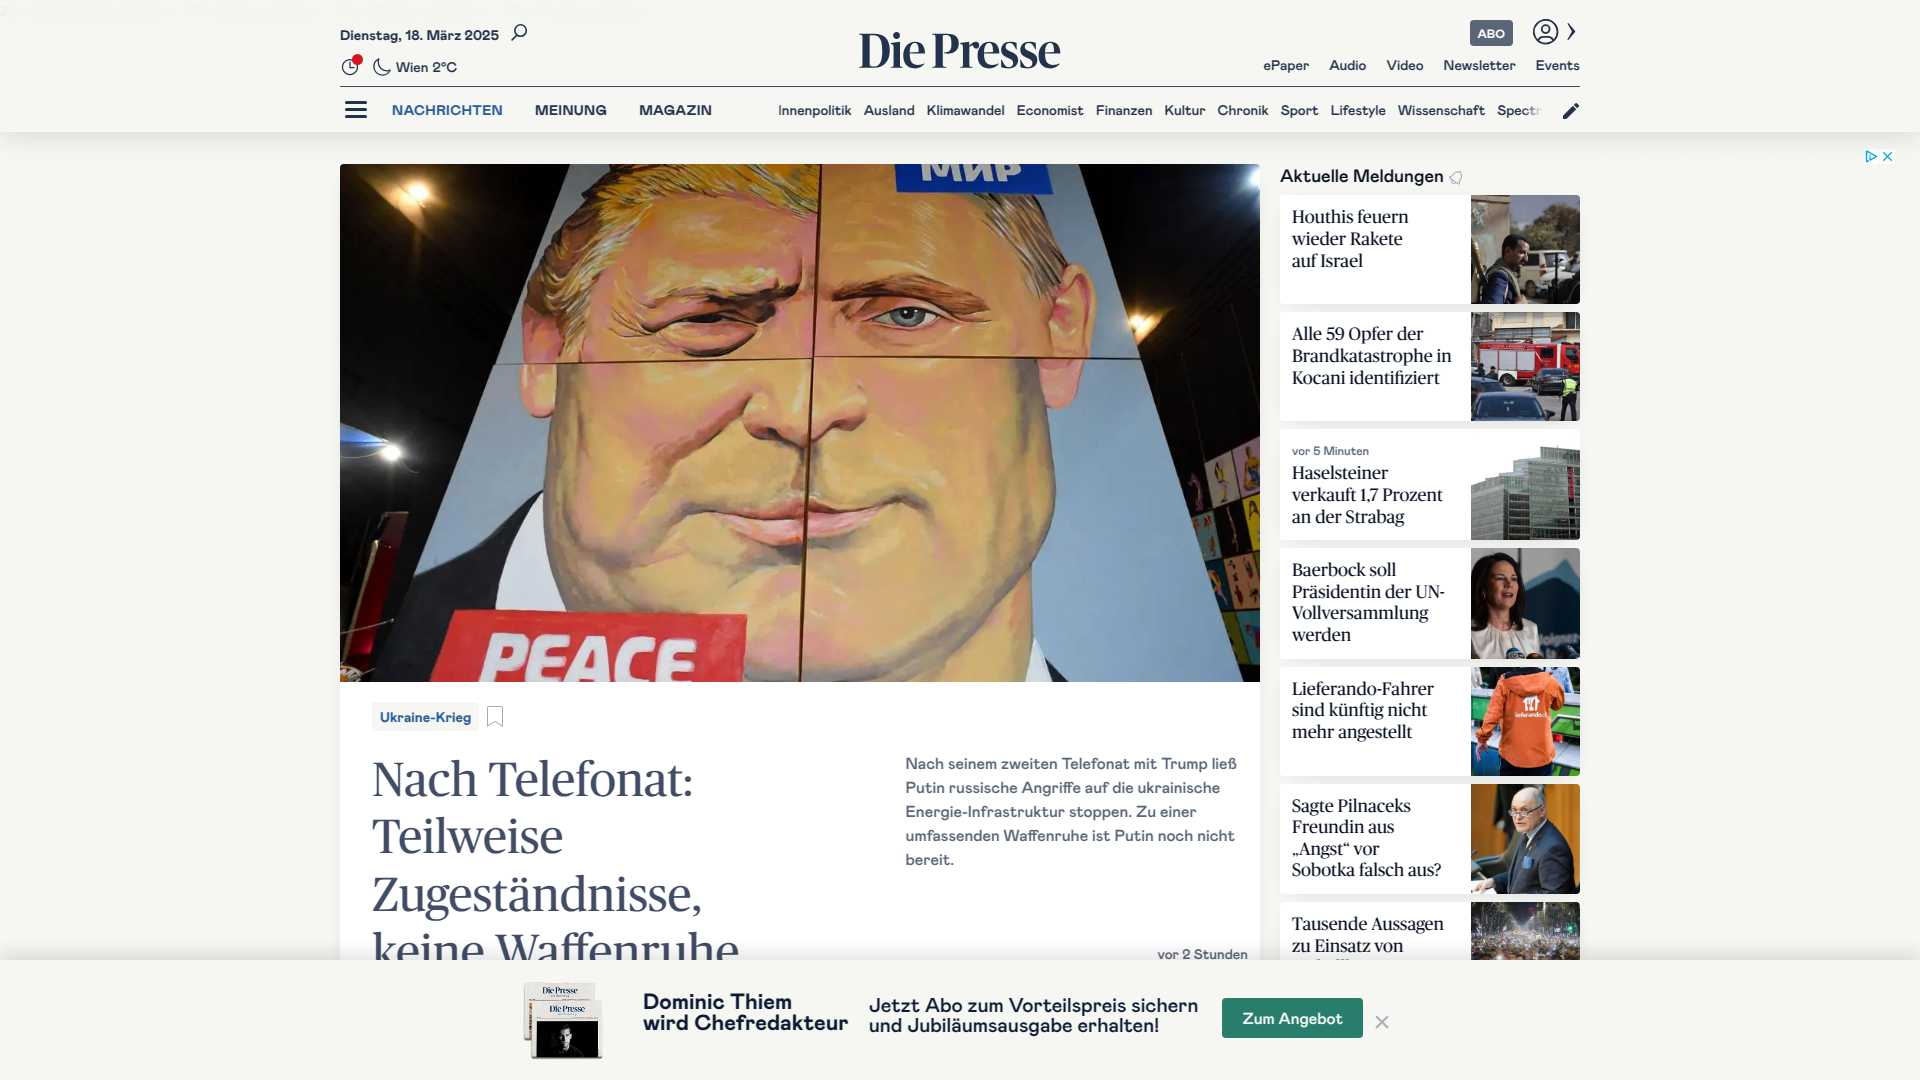 Dienstag, 18. März 2025
Wien 2°C
Die Presse
ABO
ePaper Audio Video Newsletter Events
NACHRICHTEN MEINUNG MAGAZIN
Innenpolitik Ausland Klimawandel Economist Finanzen Kultur Chronik Sport Lifestyle Wissenschaft
МИР
PEACE
Ukraine-Krieg
Nach Telefonat:
Teilweise
Zugeständnisse,
keine Waffenruhe
Nach seinem zweiten Telefonat mit Trump ließ
Putin russische Angriffe auf die ukrainische
Energie-Infrastruktur stoppen. Zu einer
umfassenden Waffenruhe ist Putin noch nicht
bereit.
vor 2 Stunden
Aktuelle Meldungen
Houthis feuern
wieder Rakete
auf Israel
Alle 59 Opfer der
Brandkatastrophe in
Kocani identifiziert
vor 5 Minuten
Haselsteiner
verkauft 1,7 Prozent
an der Strabag
Baerbock soll
Präsidentin der UN-
Vollversammlung
werden
Lieferando-Fahrer
sind künftig nicht
mehr angestellt
Sagte Pilnaceks
Freundin aus
„Angst“ vor
Sobotka falsch aus?
Tausende Aussagen
zu Einsatz von
Die Presse
Die Presse
Dominic Thiem
wird Chefredakteur
Jetzt Abo zum Vorteilspreis sichern
und Jubiläumsausgabe erhalten!
Zum Angebot